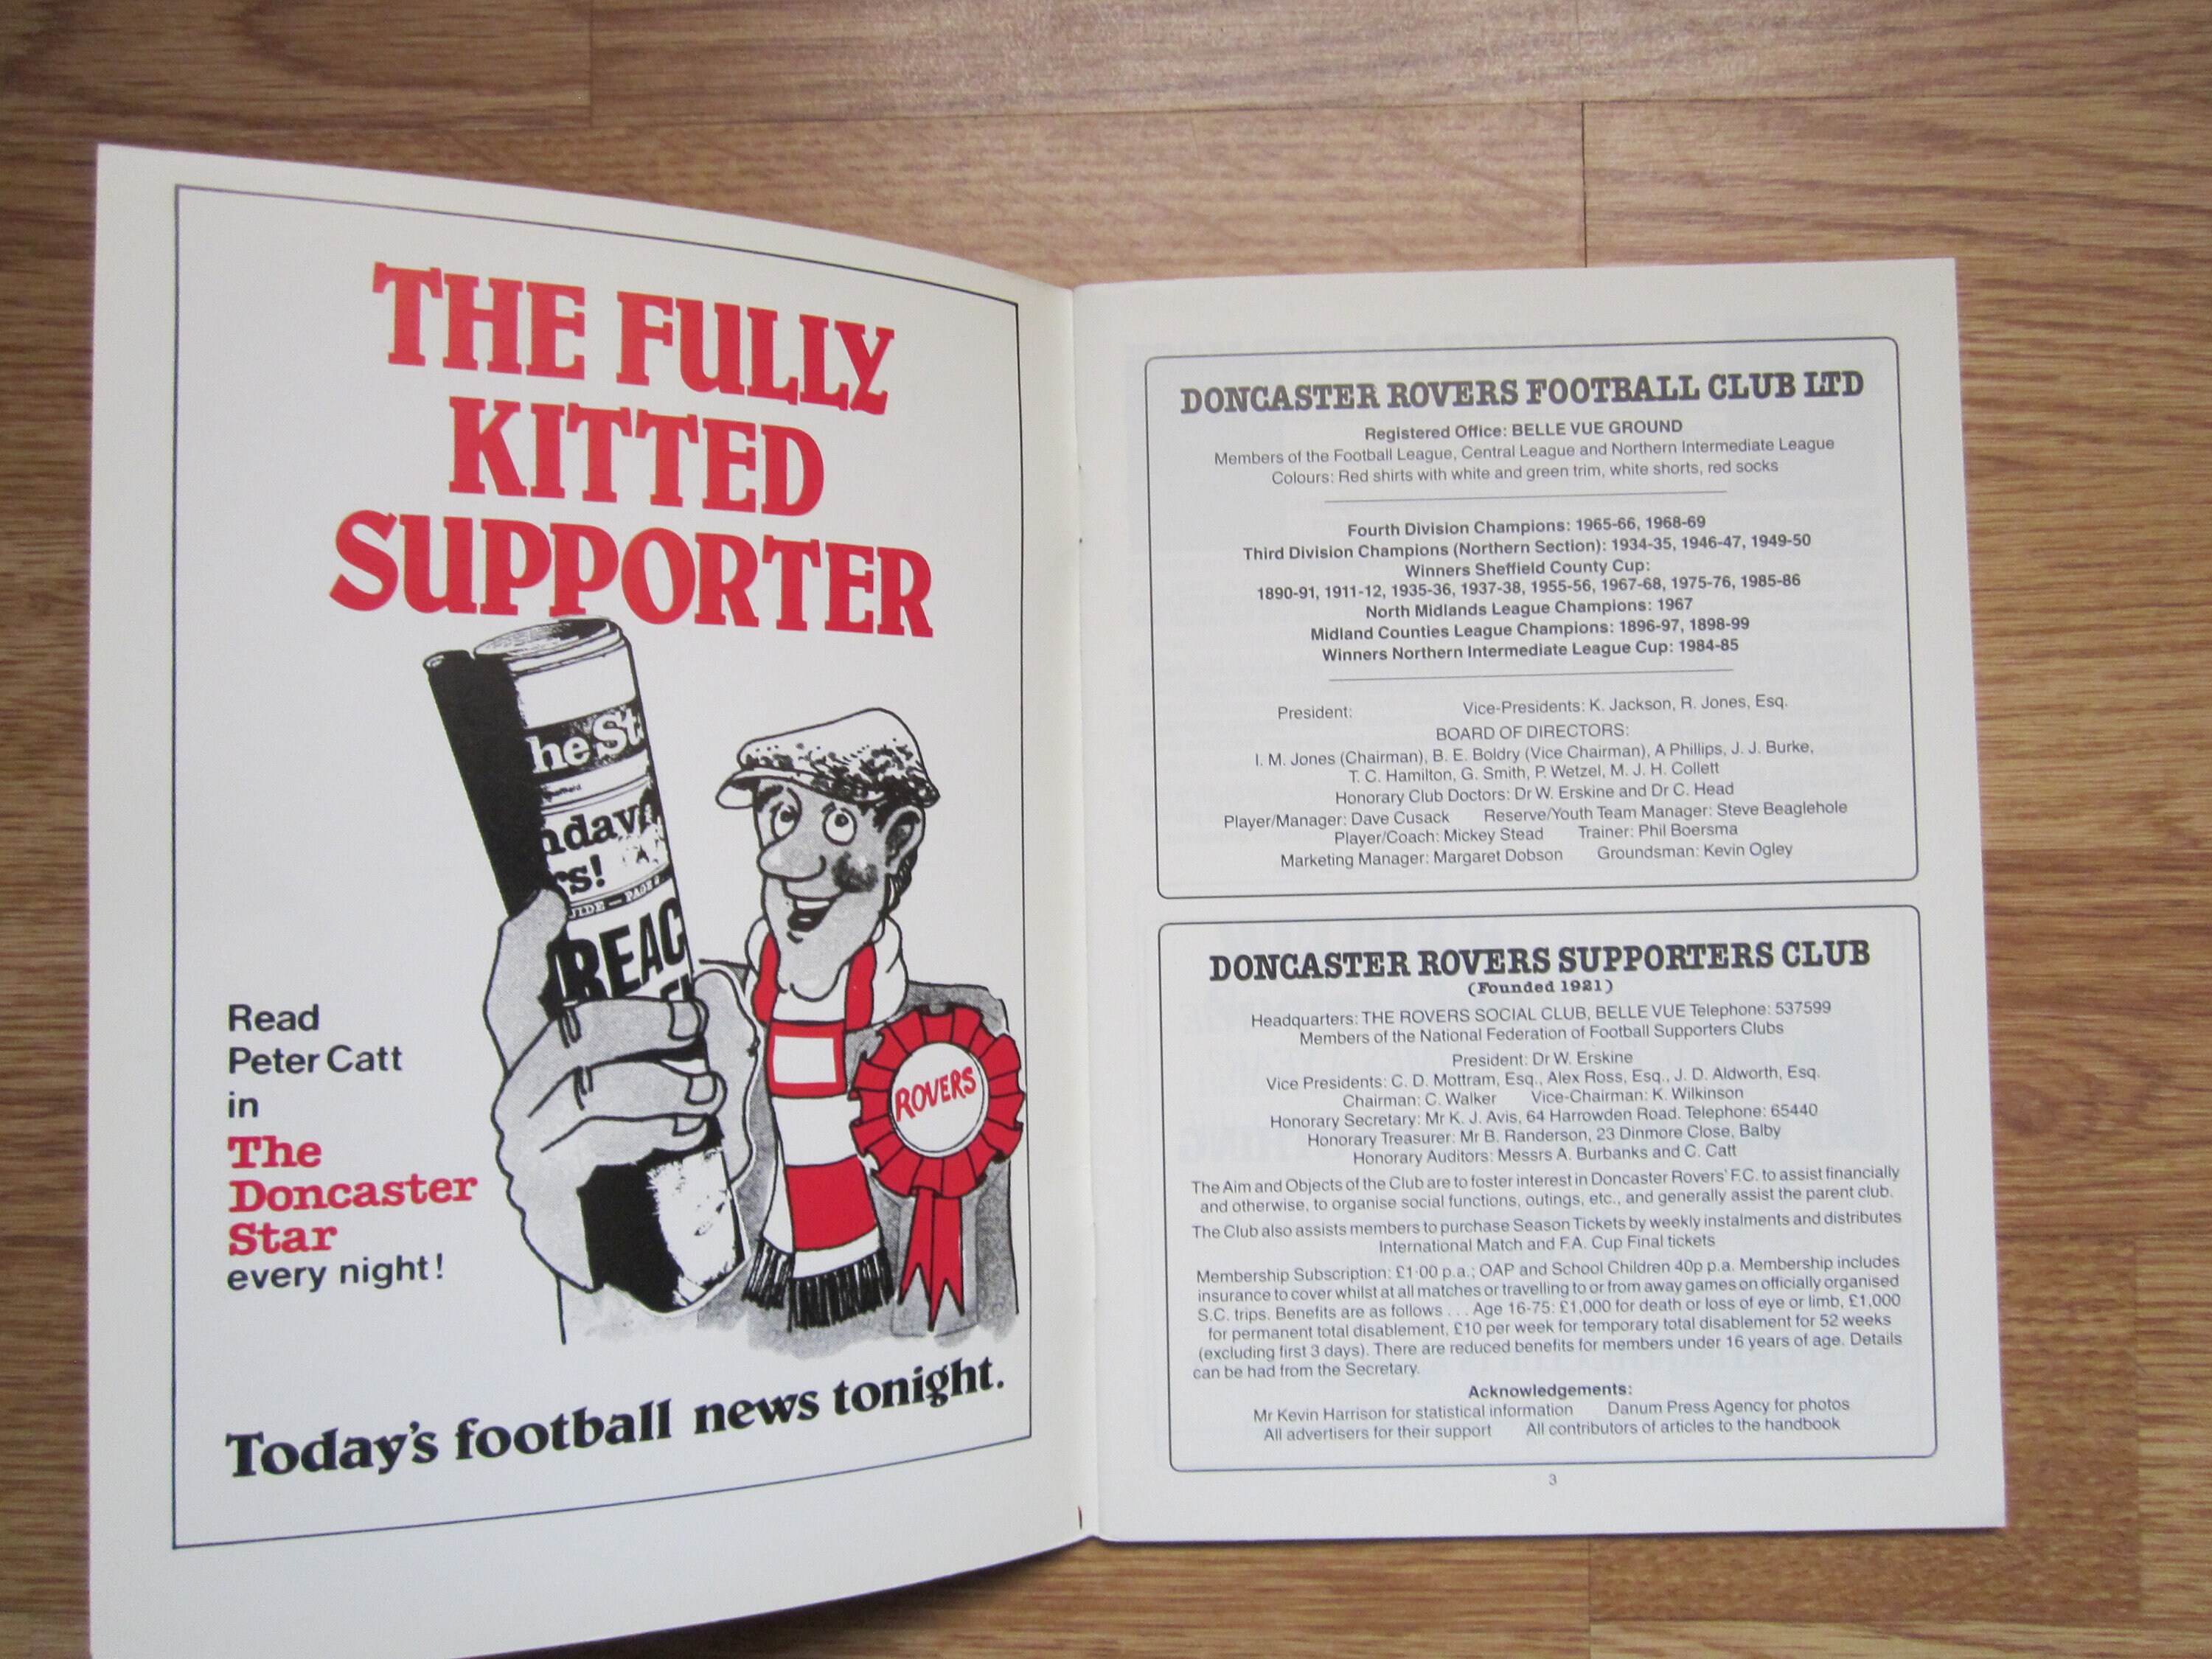 THE FULLY
KITTED
SUPPORTER
he St
nday
rs!
UIDE — PAGE
REAC
Read
Peter Catt
in
The
Doncaster
Star
every night!
ROVERS
Today's football news tonight.
DONCASTER ROVERS FOOTBALL CLUB LTD
Registered Office: BELLE VUE GROUND
Members of the Football League, Central League and Northern Intermediate League
Colours: Red shirts with white and green trim, white shorts, red socks
Fourth Division Champions: 1965-66, 1968-69
Third Division Champions (Northern Section): 1934-35, 1946-47, 1949-50
Winners Sheffield County Cup:
1890-91, 1911-12, 1935-36, 1937-38, 1955-56, 1967-68, 1975-76, 1985-86
North Midlands League Champions: 1967
Midland Counties League Champions: 1896-97, 1898-99
Winners Northern Intermediate League Cup: 1984-85
President: Vice-Presidents: K. Jackson, R. Jones, Esq.
BOARD OF DIRECTORS:
I. M. Jones (Chairman), B. E. Boldry (Vice Chairman), A Phillips, J. J. Burke,
T. C. Hamilton, G. Smith, P. Wetzel, M. J. H. Collett
Honorary Club Doctors: Dr W. Erskine and Dr C. Head
Player/Manager: Dave Cusack Reserve/Youth Team Manager: Steve Beaglehole
Player/Coach: Mickey Stead Trainer: Phil Boersma
Marketing Manager: Margaret Dobson Groundsman: Kevin Ogley
DONCASTER ROVERS SUPPORTERS CLUB
(Founded 1921)
Headquarters: THE ROVERS SOCIAL CLUB, BELLE VUE Telephone: 537599
Members of the National Federation of Football Supporters Clubs
President: Dr W. Erskine
Vice Presidents: C. D. Mottram, Esq., Alex Ross, Esq., J. D. Aldworth, Esq.
Chairman: C. Walker Vice-Chairman: K. Wilkinson
Honorary Secretary: Mr K. J. Avis, 64 Harrowden Road. Telephone: 65440
Honorary Treasurer: Mr B. Randerson, 23 Dinmore Close, Balby
Honorary Auditors: Messrs A. Burbanks and C. Catt
The Aim and Objects of the Club are to foster interest in Doncaster Rovers' F.C. to assist financially
and otherwise, to organise social functions, outings, etc., and generally assist the parent club.
The Club also assists members to purchase Season Tickets by weekly instalments and distributes
International Match and F.A. Cup Final tickets
Membership Subscription: £1·00 p.a.; OAP and School Children 40p p.a. Membership includes
insurance to cover whilst at all matches or travelling to or from away games on officially organised
S.C. trips. Benefits are as follows . . . Age 16-75: £1,000 for death or loss of eye or limb, £1,000
for permanent total disablement, £10 per week for temporary total disablement for 52 weeks
(excluding first 3 days). There are reduced benefits for members under 16 years of age. Details
can be had from the Secretary.
Acknowledgements:
Mr Kevin Harrison for statistical information Danum Press Agency for photos
All advertisers for their support All contributors of articles to the handbook
3